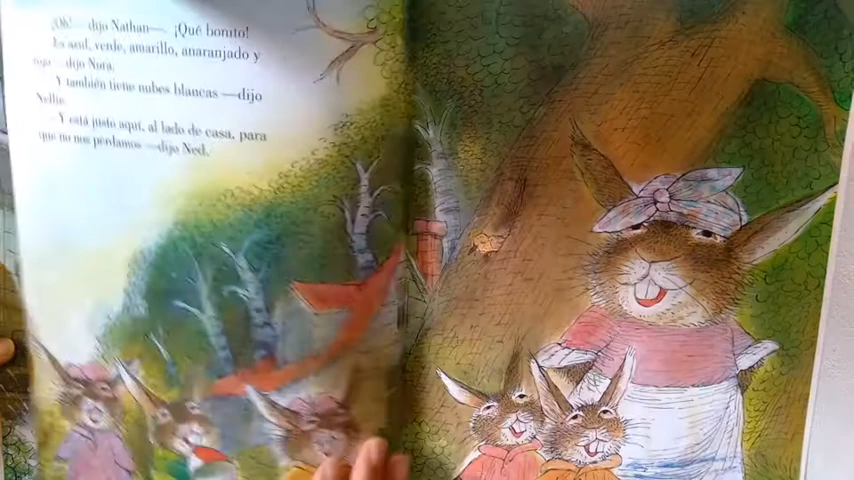 ¡Oh! —dijo Nathan—. ¡Qué bonito!
Es azul, verde, amarillo, anaranjado y
rojo —dijo Nora.
Y también tiene nubes blancas —dijo
Nellie.
Y está justo aquí, al lado de casa, para
que no nos perdamos —dijo Ned.